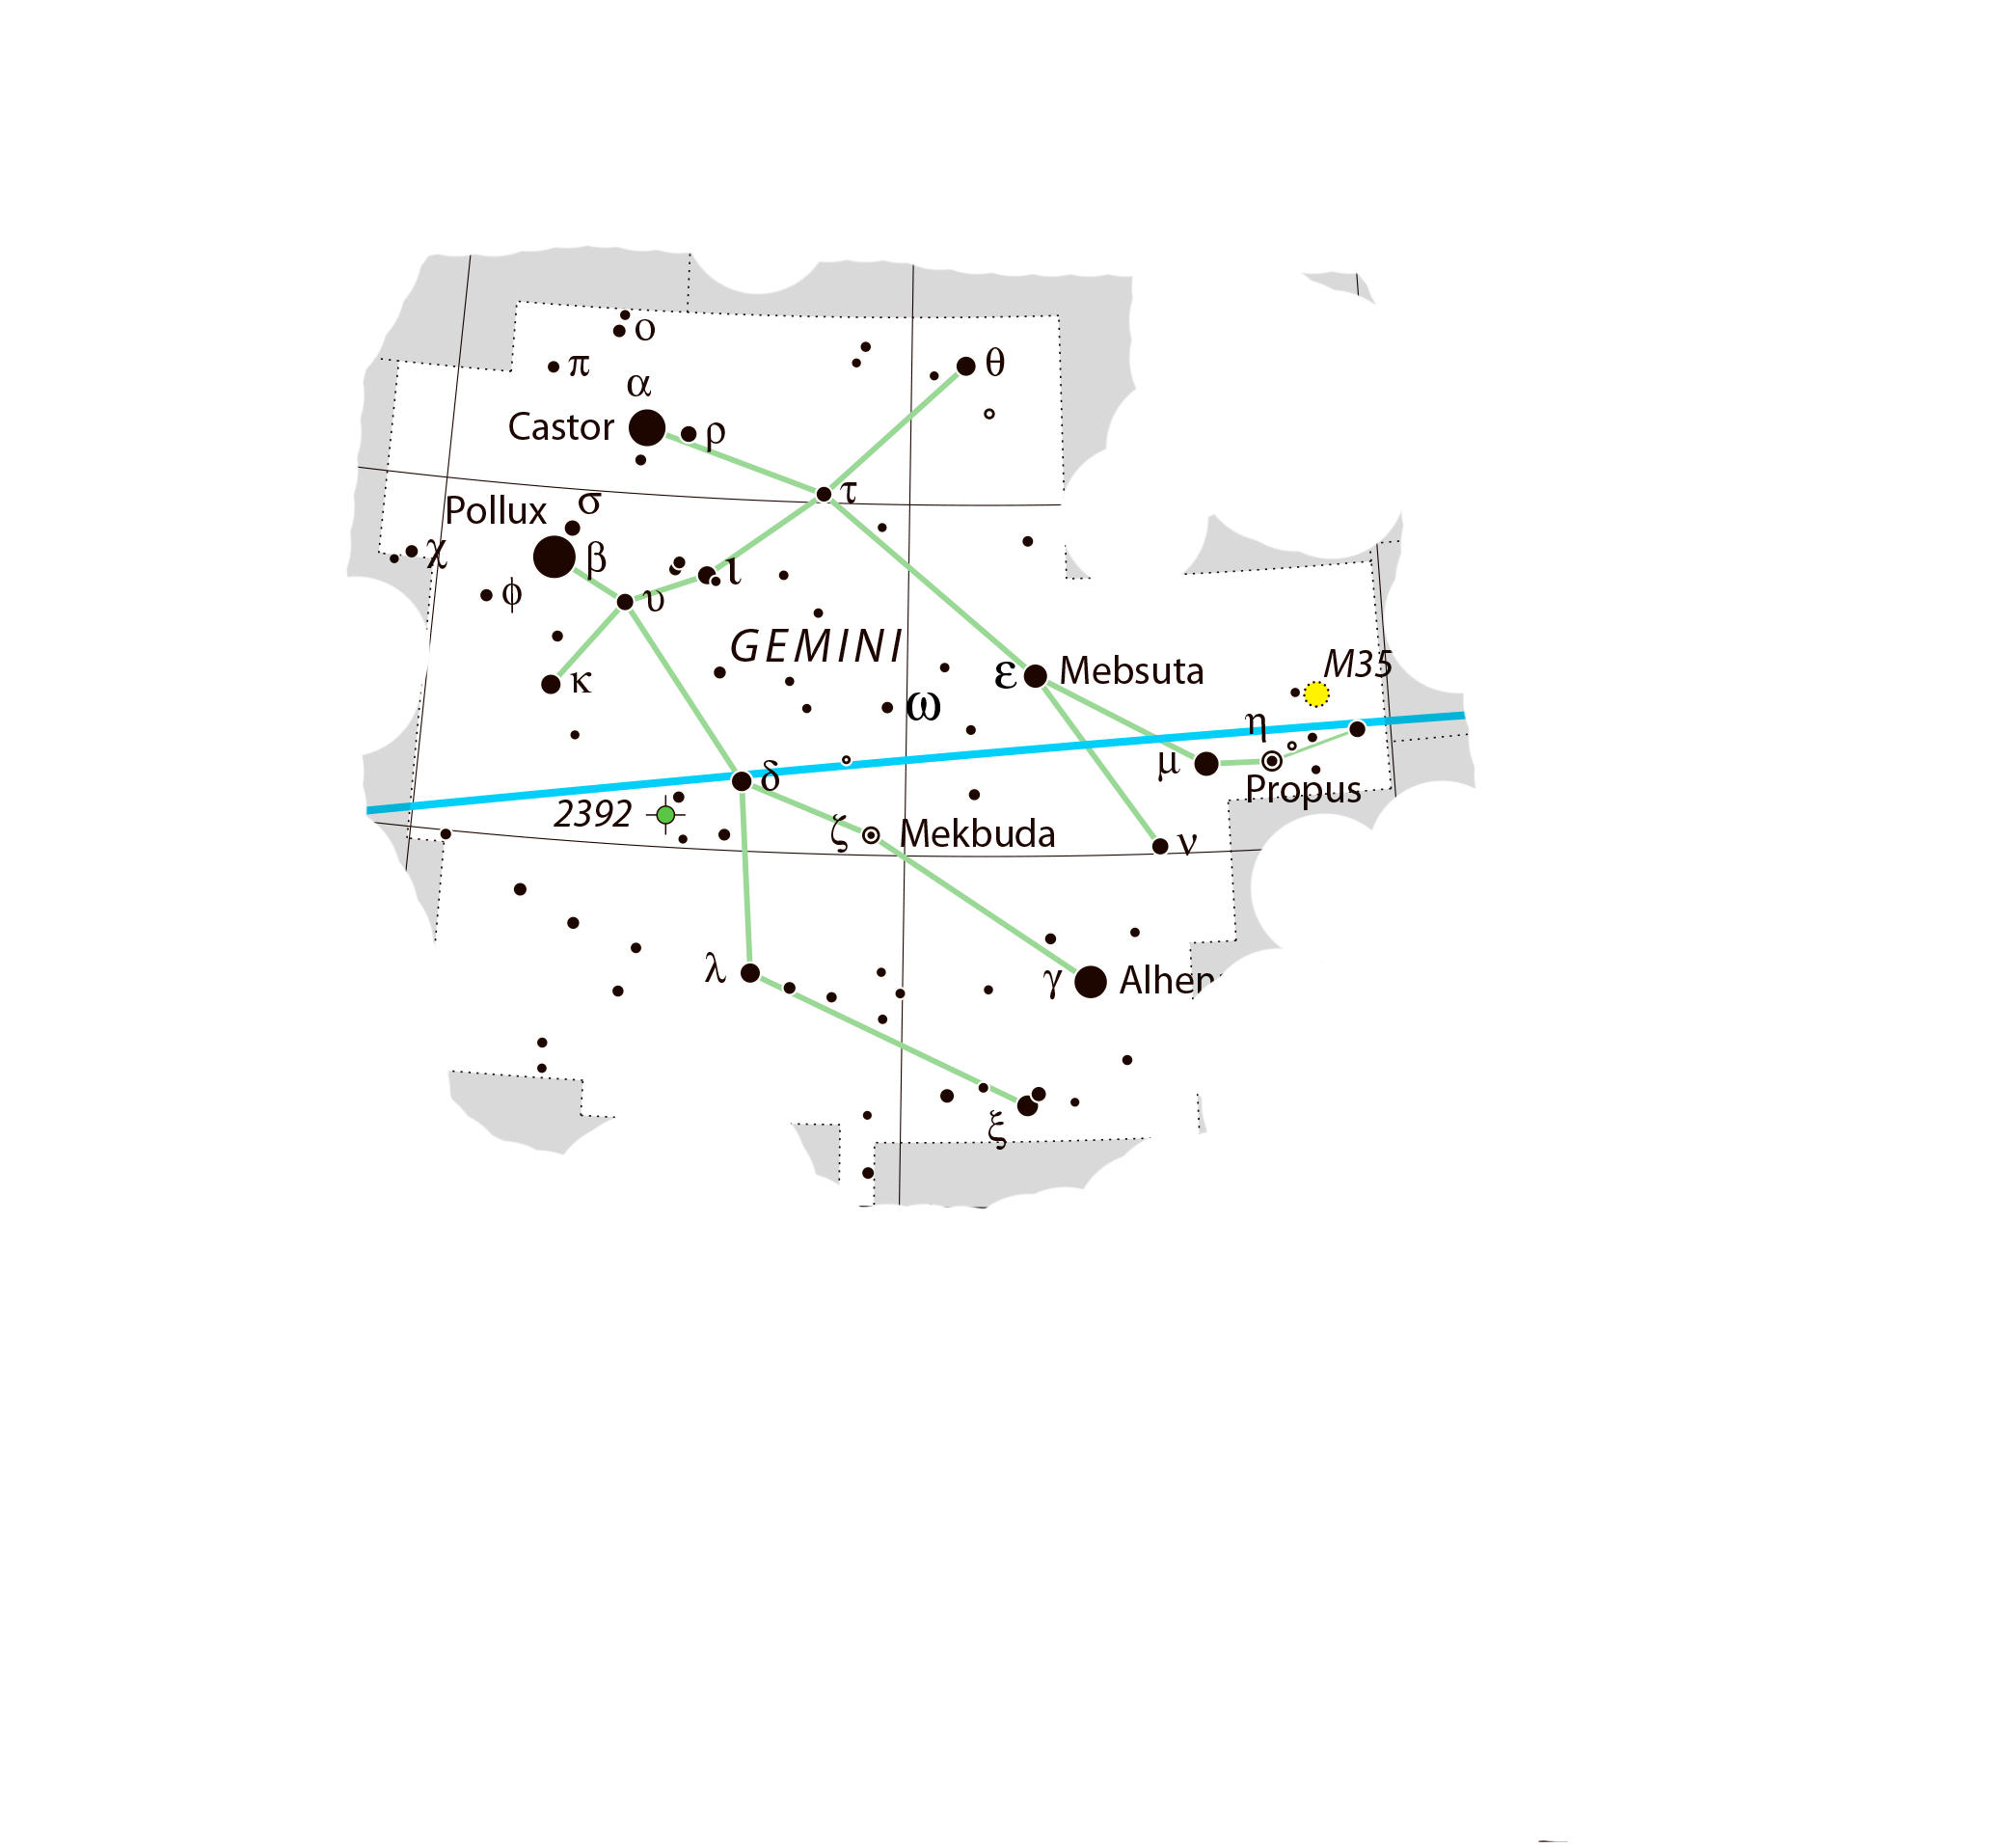 ο
π
α
θ
Castor
ρ
τ
Pollux
σ
χ
β
ι
φ
υ
GEMINI
κ
ε
Mebsuta
M35
ω
η
μ
δ
Propus
2392
ζ
Mekbuda
ν
λ
γ
Alhen
ξ